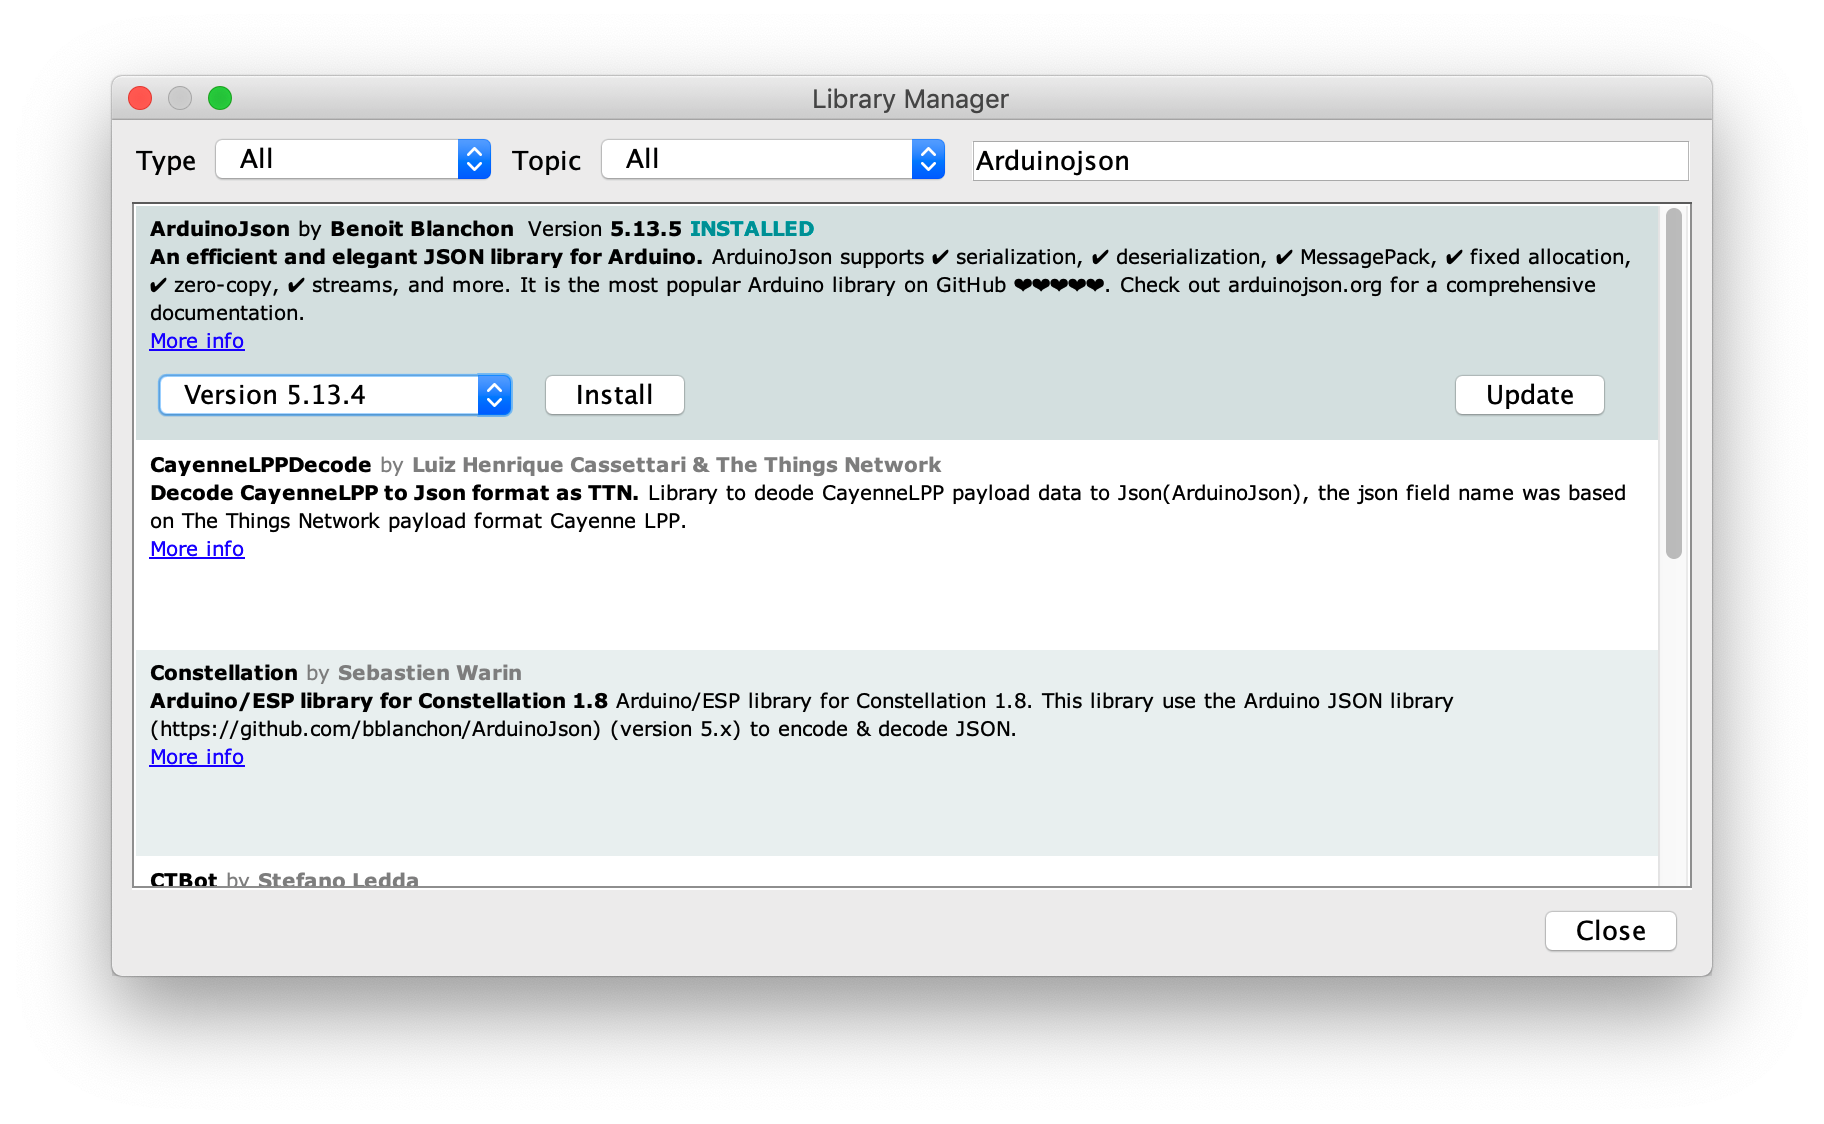 Library Manager
Type All Topic All Arduinojson
ArduinoJson by Benoit Blanchon Version 5.13.5 INSTALLED
An efficient and elegant JSON library for Arduino. ArduinoJson supports ✔ serialization, ✔ deserialization, ✔ MessagePack, ✔ fixed allocation,
✔ zero-copy, ✔ streams, and more. It is the most popular Arduino library on GitHub ❤❤❤❤❤. Check out arduinojson.org for a comprehensive
documentation.
More info
Version 5.13.4 Install Update
CayenneLPPDecode by Luiz Henrique Cassettari & The Things Network
Decode CayenneLPP to Json format as TTN. Library to deode CayenneLPP payload data to Json(ArduinoJson), the json field name was based
on The Things Network payload format Cayenne LPP.
More info
Constellation by Sebastien Warin
Arduino/ESP library for Constellation 1.8 Arduino/ESP library for Constellation 1.8. This library use the Arduino JSON library
(https://github.com/bblanchon/ArduinoJson) (version 5.x) to encode & decode JSON.
More info
CTBot by Stefano Ledda
Close